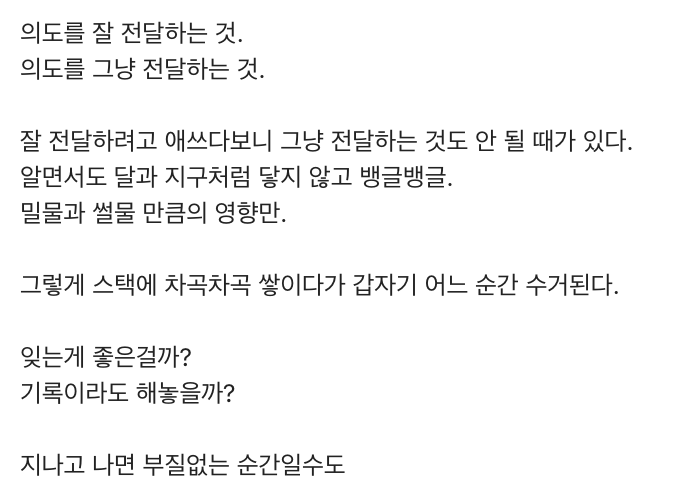 의도를 잘 전달하는 것.
의도를 그냥 전달하는 것.
잘 전달하려고 애쓰다보니 그냥 전달하는 것도 안 될 때가 있다.
알면서도 달과 지구처럼 닿지 않고 뱅글뱅글.
밀물과 썰물 만큼의 영향만.
그렇게 스택에 차곡차곡 쌓이다가 갑자기 어느 순간 수거된다.
잊는게 좋은걸까?
기록이라도 해놓을까?
지나고 나면 부질없는 순간일수도